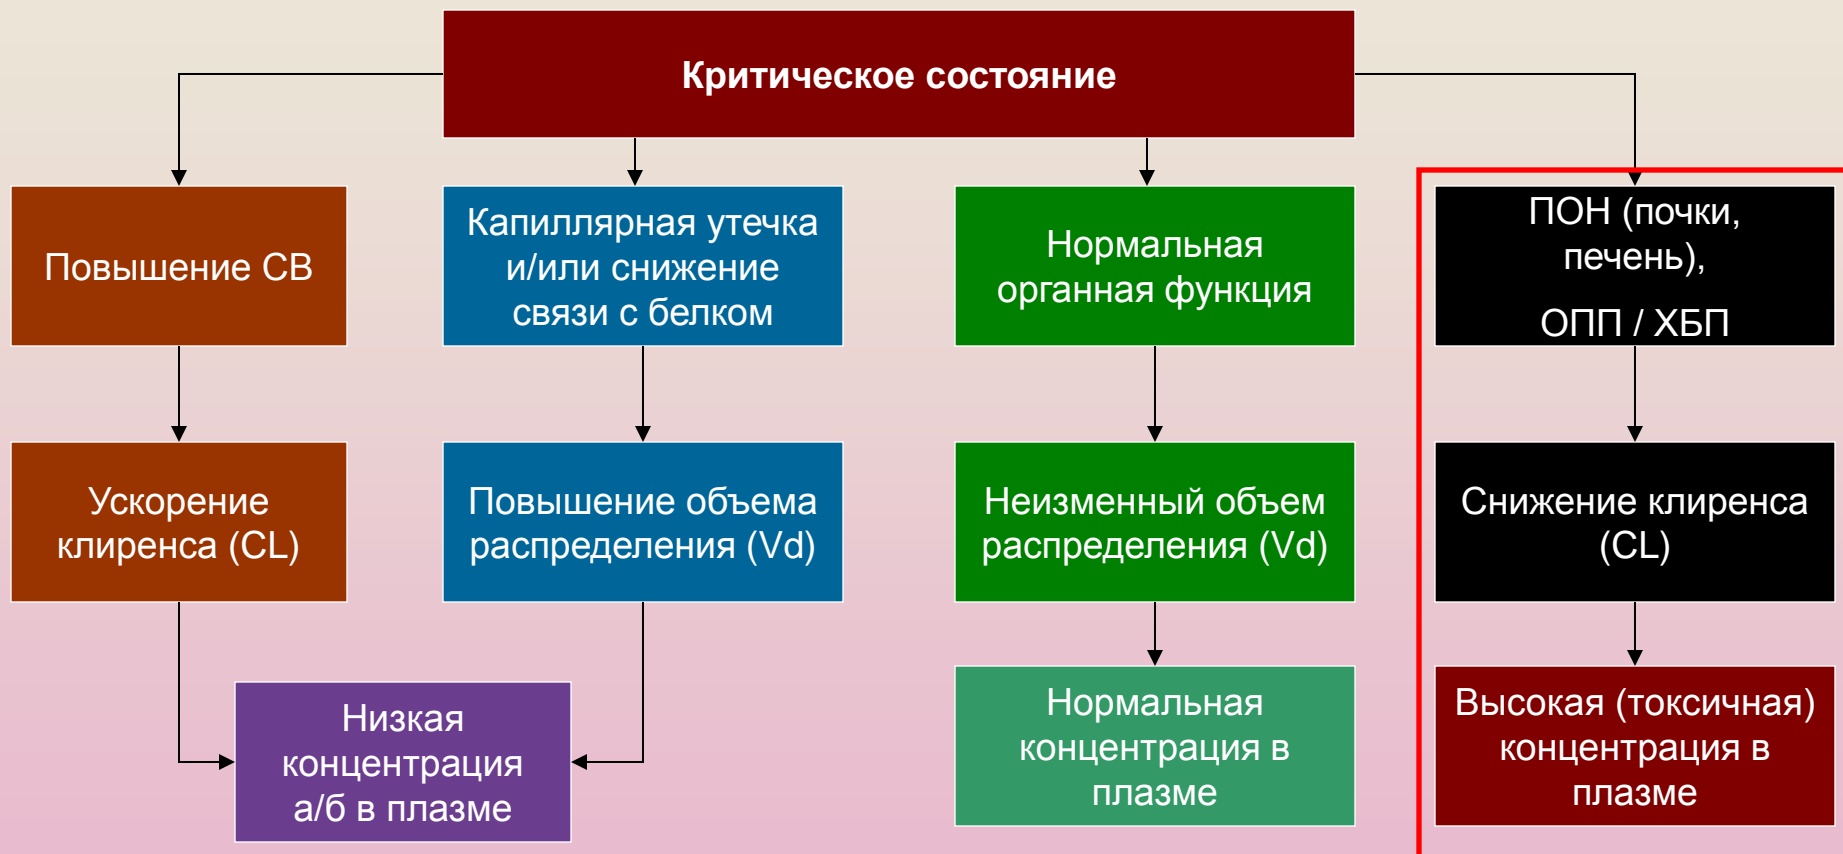 Критическое состояние
Повышение СВ
Капиллярная утечка
и/или снижение
связи с белком
Нормальная
органная функция
ПОН (почки,
печень),
ОПП / ХБП
Ускорение
клиренса (CL)
Повышение объема
распределения (Vd)
Неизменный объем
распределения (Vd)
Снижение клиренса
(CL)
Низкая
концентрация
а/б в плазме
Нормальная
концентрация в
плазме
Высокая (токсичная)
концентрация в
плазме